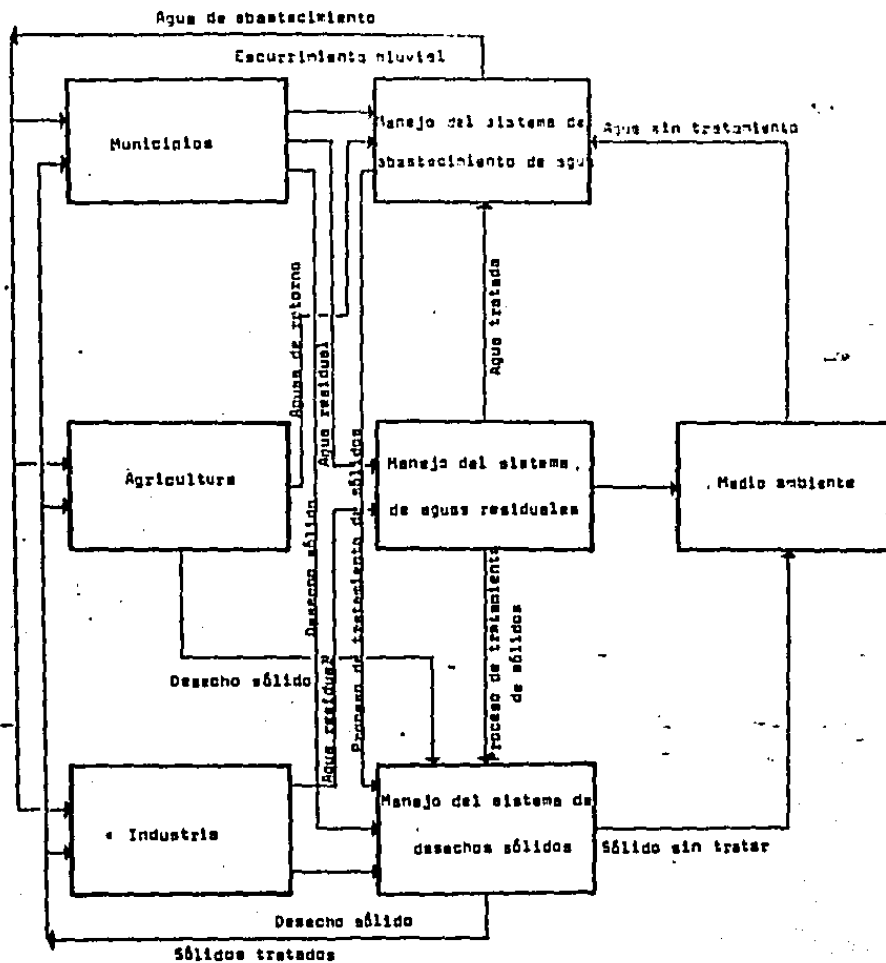 Agua de abastecimiento
Escurrimiento pluvial
Municipios
Manejo del sistema de
abastecimiento de agua
Agua sin tratamiento
Aguas de retorno
Agua residual
Desecho sólido
Proceso de tratamiento de sólidos
Agua tratada
Agricultura
Manejo del sistema
de aguas residuales
Medio ambiente
Desecho sólido
Agua residual
Proceso de tratamiento
de sólidos
Industria
Manejo del sistema de
desechos sólidos
Sólido sin tratar
Desecho sólido
Sólidos tratados